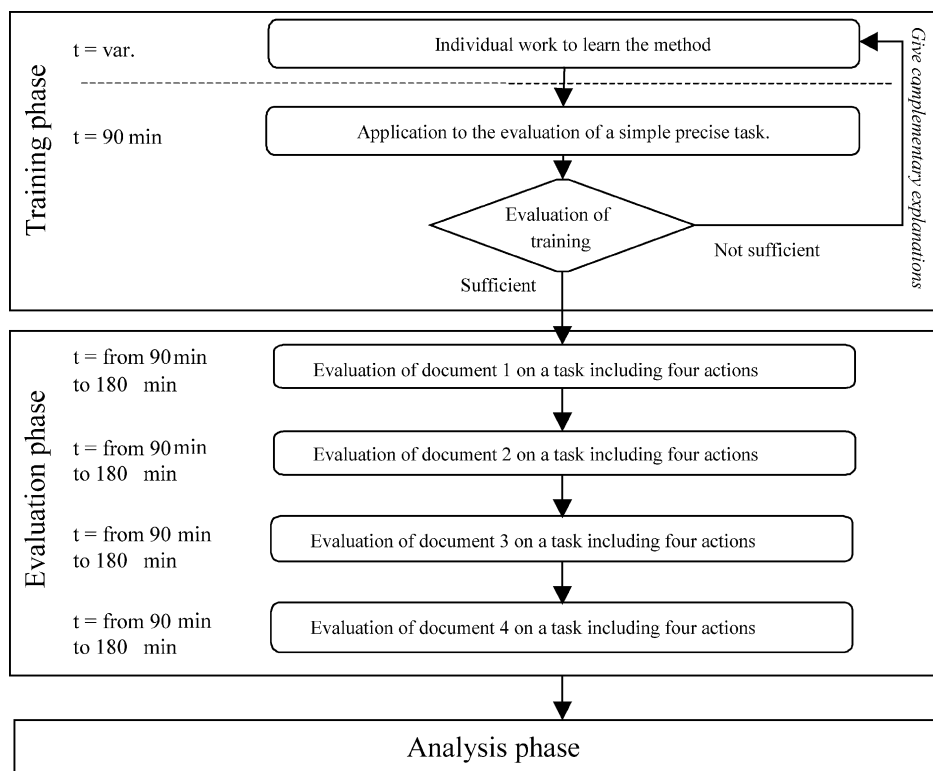 Training phase
t = var.
Individual work to learn the method
Give camplementary explanations
t = 90 min
Application to the evaluation of a simple precise task.
Evaluation of
training
Not sufficient
Sufficient
Evaluation phase
t = from 90 min
to 180 min
Evaluation of document 1 on a task including four actions
t = from 90 min
to 180 min
Evaluation of document 2 on a task including four actions
t = from 90 min
to 180 min
Evaluation of document 3 on a task including four actions
t = from 90 min
to 180 min
Evaluation of document 4 on a task including four actions
Analysis phase